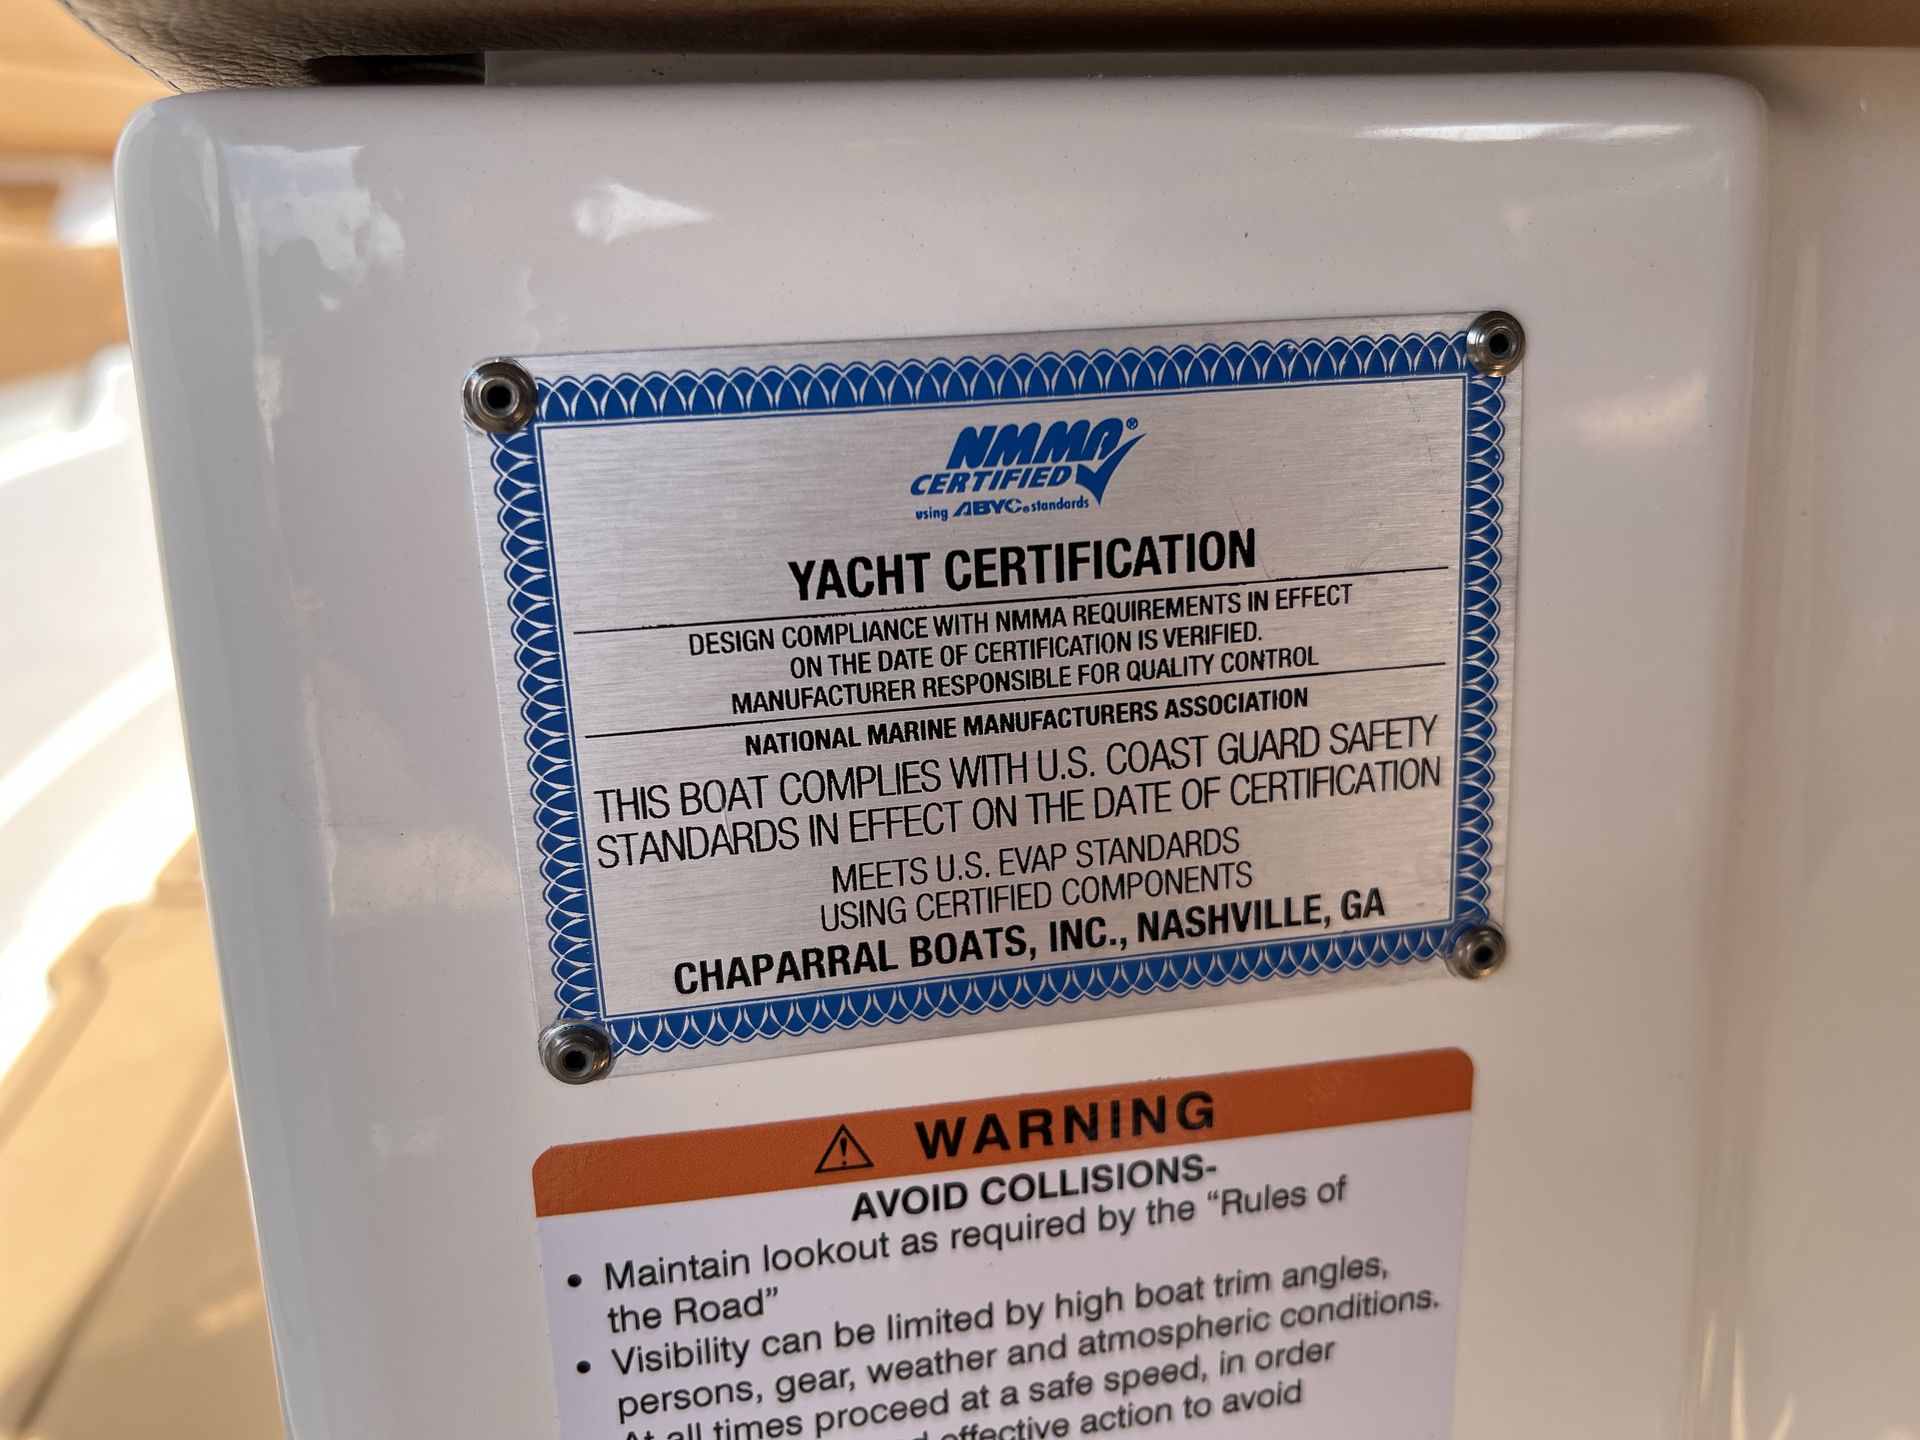 NMMA®
CERTIFIED
using ABYC® standards
YACHT CERTIFICATION
DESIGN COMPLIANCE WITH NMMA REQUIREMENTS IN EFFECT
ON THE DATE OF CERTIFICATION IS VERIFIED.
MANUFACTURER RESPONSIBLE FOR QUALITY CONTROL
NATIONAL MARINE MANUFACTURERS ASSOCIATION
THIS BOAT COMPLIES WITH U.S. COAST GUARD SAFETY
STANDARDS IN EFFECT ON THE DATE OF CERTIFICATION
MEETS U.S. EVAP STANDARDS
USING CERTIFIED COMPONENTS
CHAPARRAL BOATS, INC., NASHVILLE, GA
WARNING
AVOID COLLISIONS-
• Maintain lookout as required by the “Rules of
the Road”
• Visibility can be limited by high boat trim angles,
persons, gear, weather and atmospheric conditions.
At all times proceed at a safe speed, in order
effective action to avoid